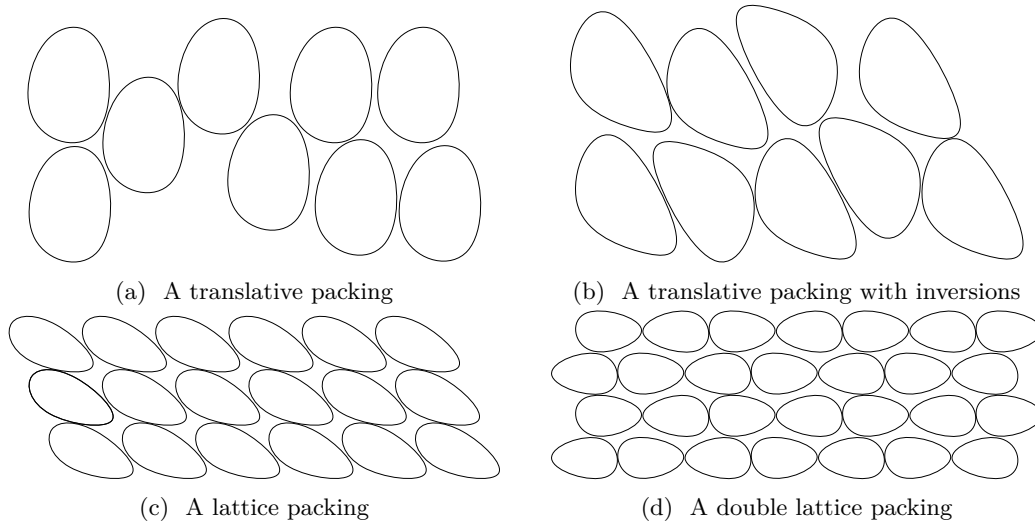 (a) A translative packing
(b) A translative packing with inversions
(c) A lattice packing
(d) A double lattice packing